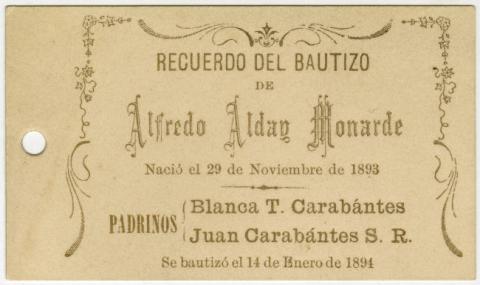 RECUERDO DEL BAUTIZO
DE
Alfredo Alday Monarde
Nació el 29 de Noviembre de 1893
PADRINOS
Blanca T. Carabántes
Juan Carabántes S. R.
Se bautizó el 14 de Enero de 1894